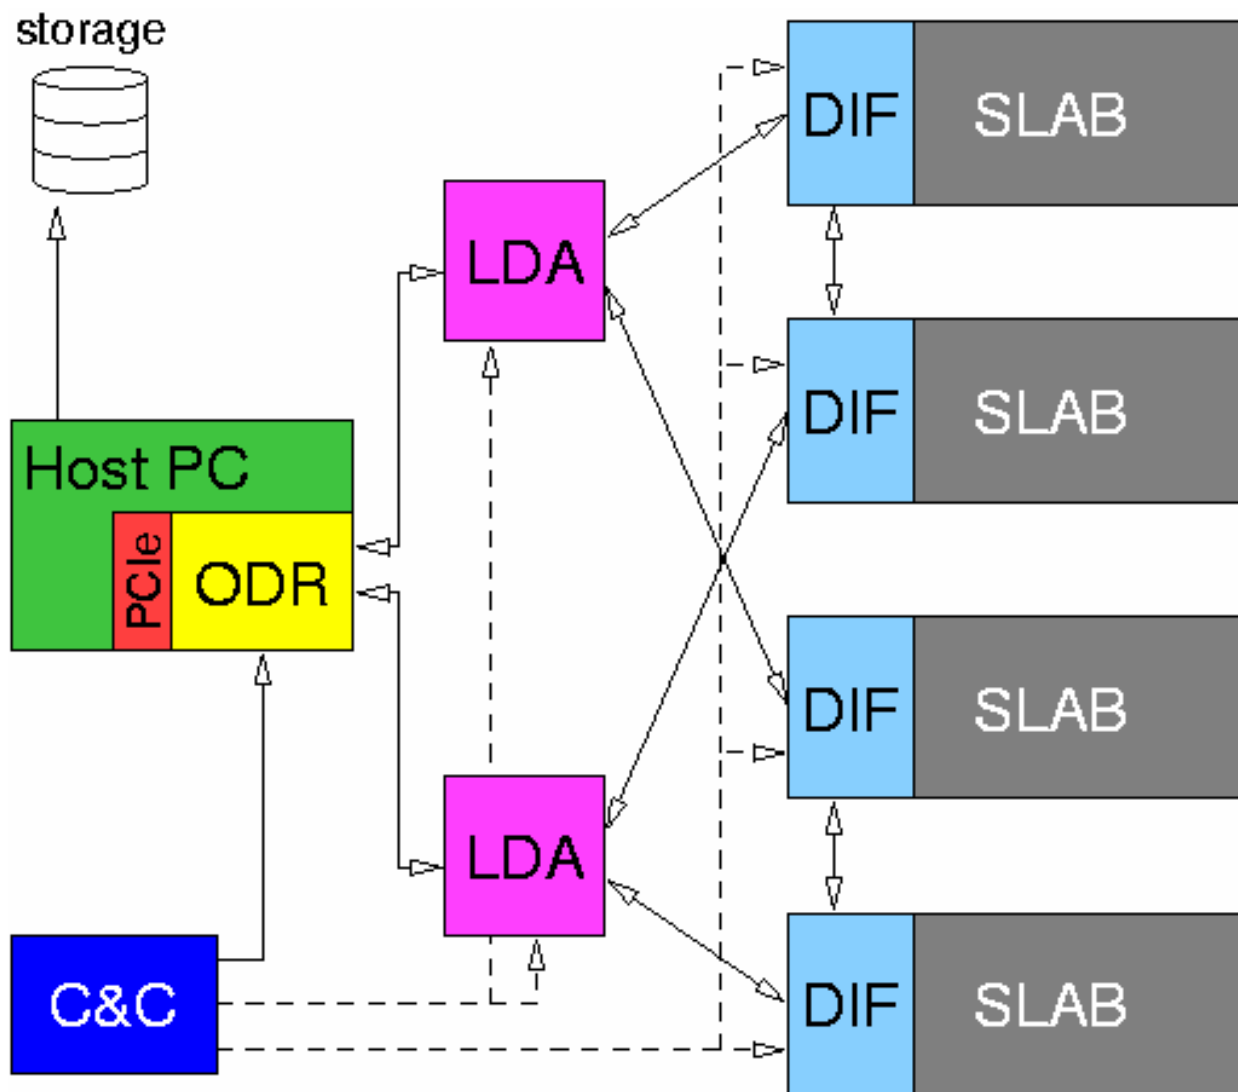 storage
DIF SLAB
LDA
DIF SLAB
Host PC
PCIe
ODR
DIF SLAB
LDA
DIF SLAB
C&C